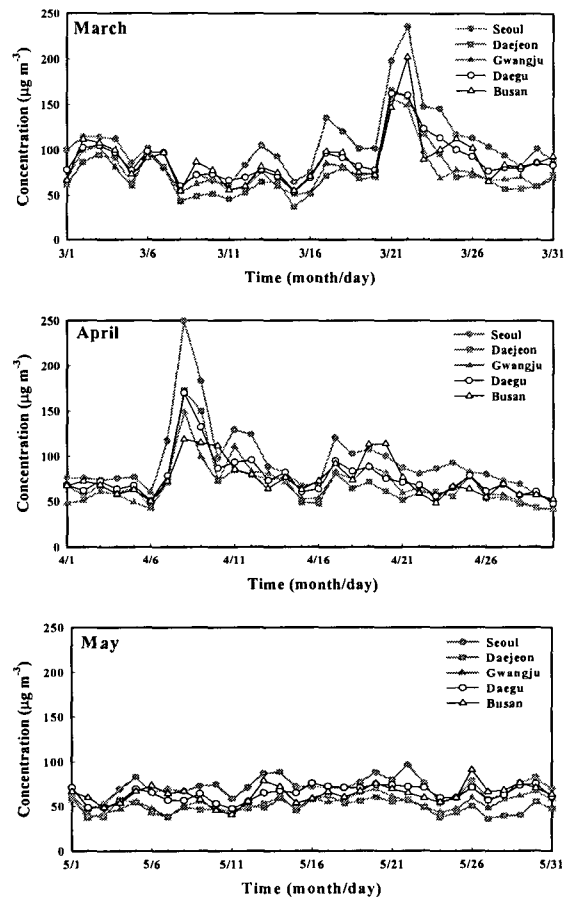 March
Concentration (μg m⁻³)
250
200
150
100
50
0
Seoul
Daejeon
Gwangju
Daegu
Busan
3/1 3/6 3/11 3/16 3/21 3/26 3/31
Time (month/day)
April
Concentration (μg m⁻³)
250
200
150
100
50
0
Seoul
Daejeon
Gwangju
Daegu
Busan
4/1 4/6 4/11 4/16 4/21 4/26
Time (month/day)
May
Concentration (μg m⁻³)
250
200
150
100
50
0
Seoul
Daejeon
Gwangju
Daegu
Busan
5/1 5/6 5/11 5/16 5/21 5/26 5/31
Time (month/day)